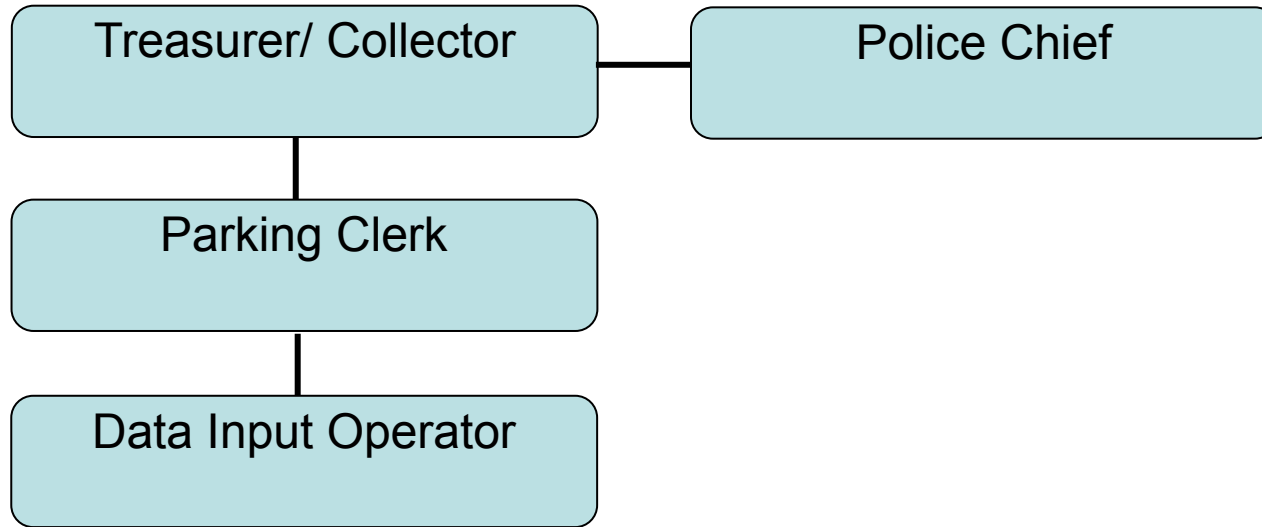 Treasurer/ Collector
Police Chief
Parking Clerk
Data Input Operator